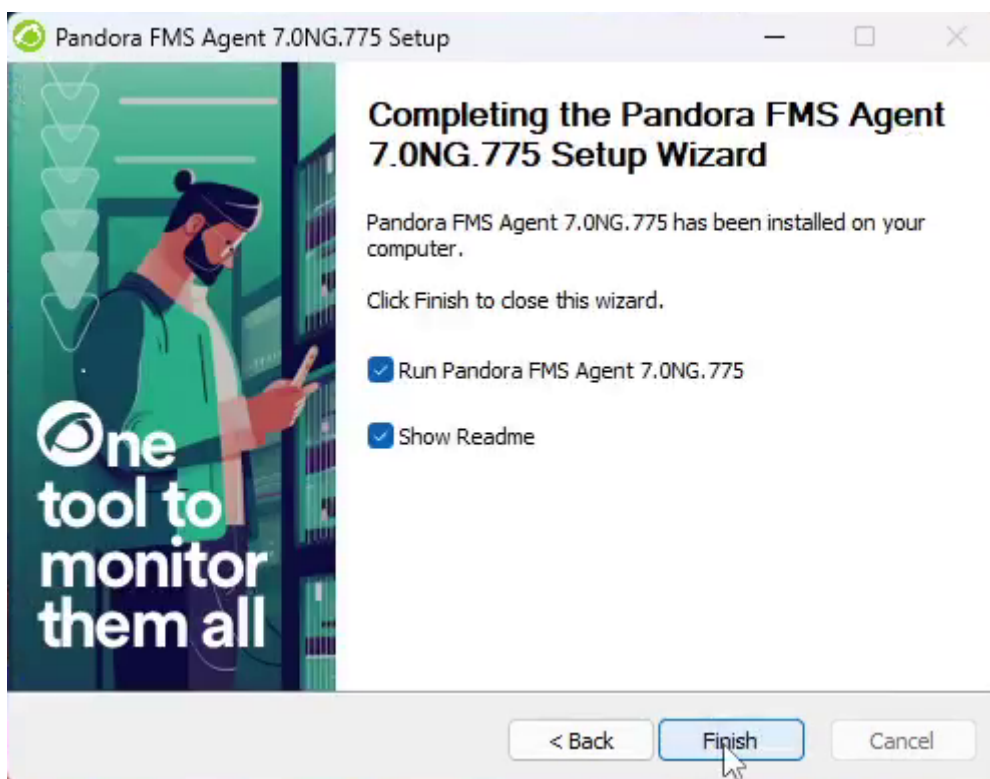 Pandora FMS Agent 7.0NG.775 Setup
Completing the Pandora FMS Agent
7.0NG.775 Setup Wizard
Pandora FMS Agent 7.0NG.775 has been installed on your
computer.
Click Finish to close this wizard.
Run Pandora FMS Agent 7.0NG.775
Show Readme
One
tool to
monitor
them all
< Back
Finish
Cancel